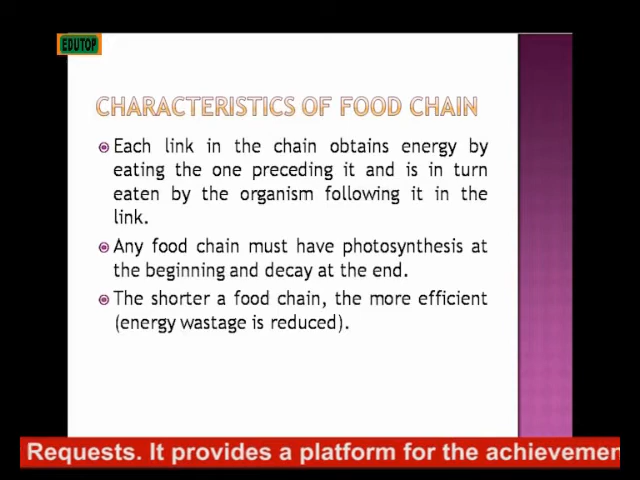 EDUTOP
CHARACTERISTICS OF FOOD CHAIN
Each link in the chain obtains energy by
eating the one preceding it and is in turn
eaten by the organism following it in the
link.
Any food chain must have photosynthesis at
the beginning and decay at the end.
The shorter a food chain, the more efficient
(energy wastage is reduced).
Requests. It provides a platform for the achievemen